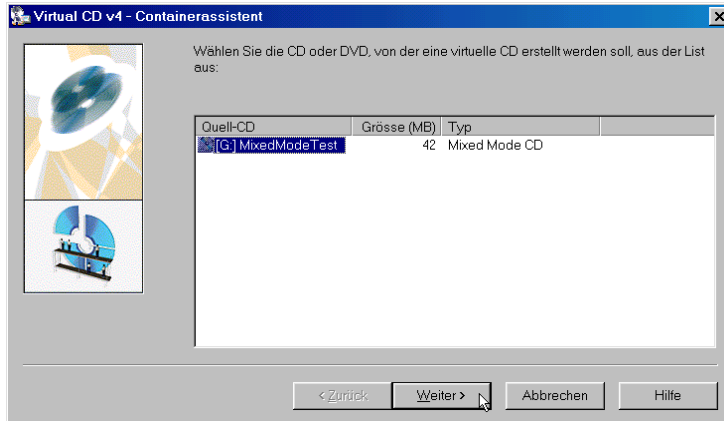 Virtual CD v4 - Containerassistent
Wählen Sie die CD oder DVD, von der eine virtuelle CD erstellt werden soll, aus der List
aus:
Quell-CD Grösse (MB) Typ
[G:] MixedModeTest 42 Mixed Mode CD
< Zurück Weiter > Abbrechen Hilfe